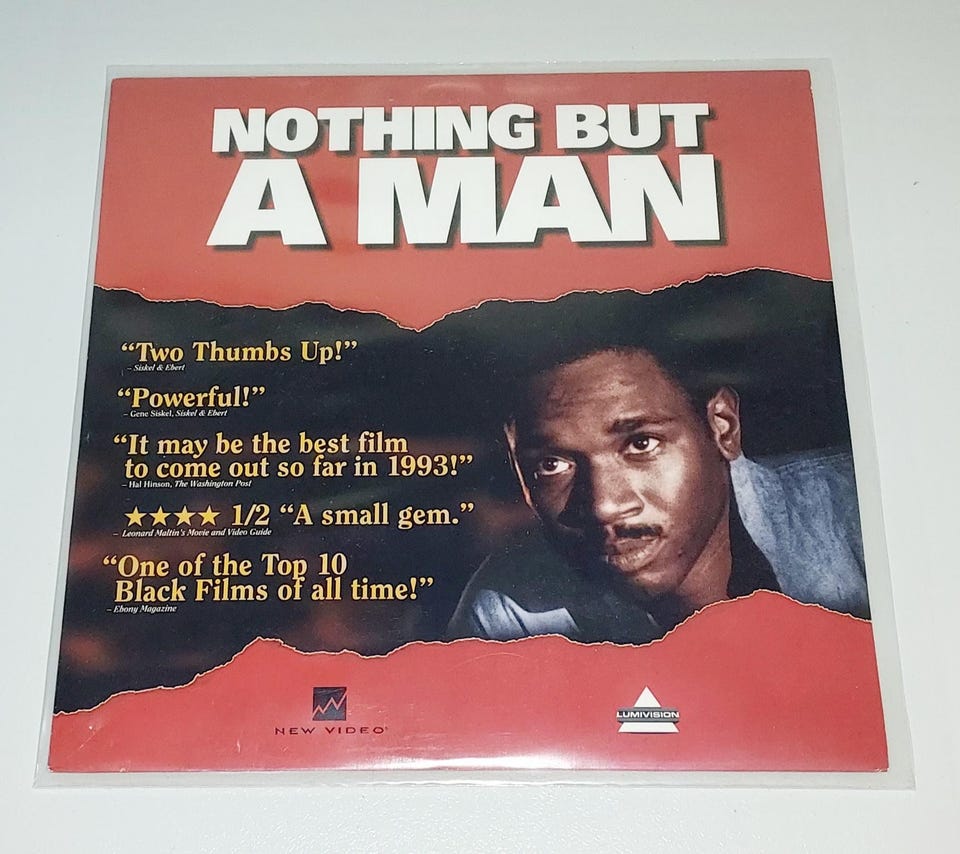 NOTHING BUT
A MAN
“Two Thumbs Up!”
– Siskel & Ebert
“Powerful!”
– Gene Siskel, Siskel & Ebert
“It may be the best film
to come out so far in 1993!”
– Hal Hinson, The Washington Post
★★★★ 1/2 “A small gem.”
– Leonard Maltin's Movie and Video Guide
“One of the Top 10
Black Films of all time!”
– Ebony Magazine
NEW VIDEO
LUMIVISION